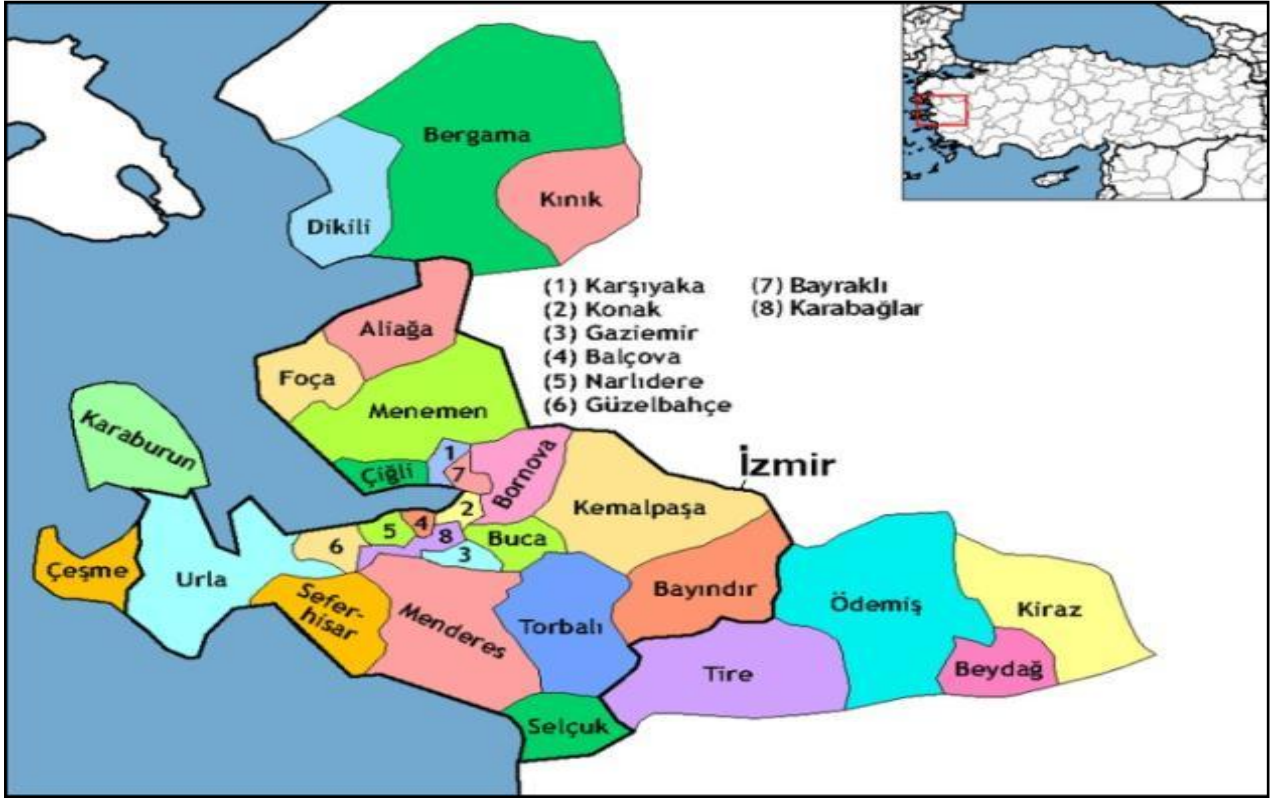 Bergama
Kınık
Dikili
(1) Karşıyaka
(2) Konak
(3) Gaziemir
(4) Balçova
(5) Narlıdere
(6) Güzelbahçe
(7) Bayraklı
(8) Karabağlar
Aliağa
Foça
Menemen
Karaburun
Çiğli
1
7
Bornova
İzmir
2
Kemalpaşa
6
5
4
8
3
Buca
Çeşme
Urla
Sefer-
hisar
Menderes
Torbalı
Bayındır
Ödemiş
Kiraz
Tire
Beydağ
Selçuk